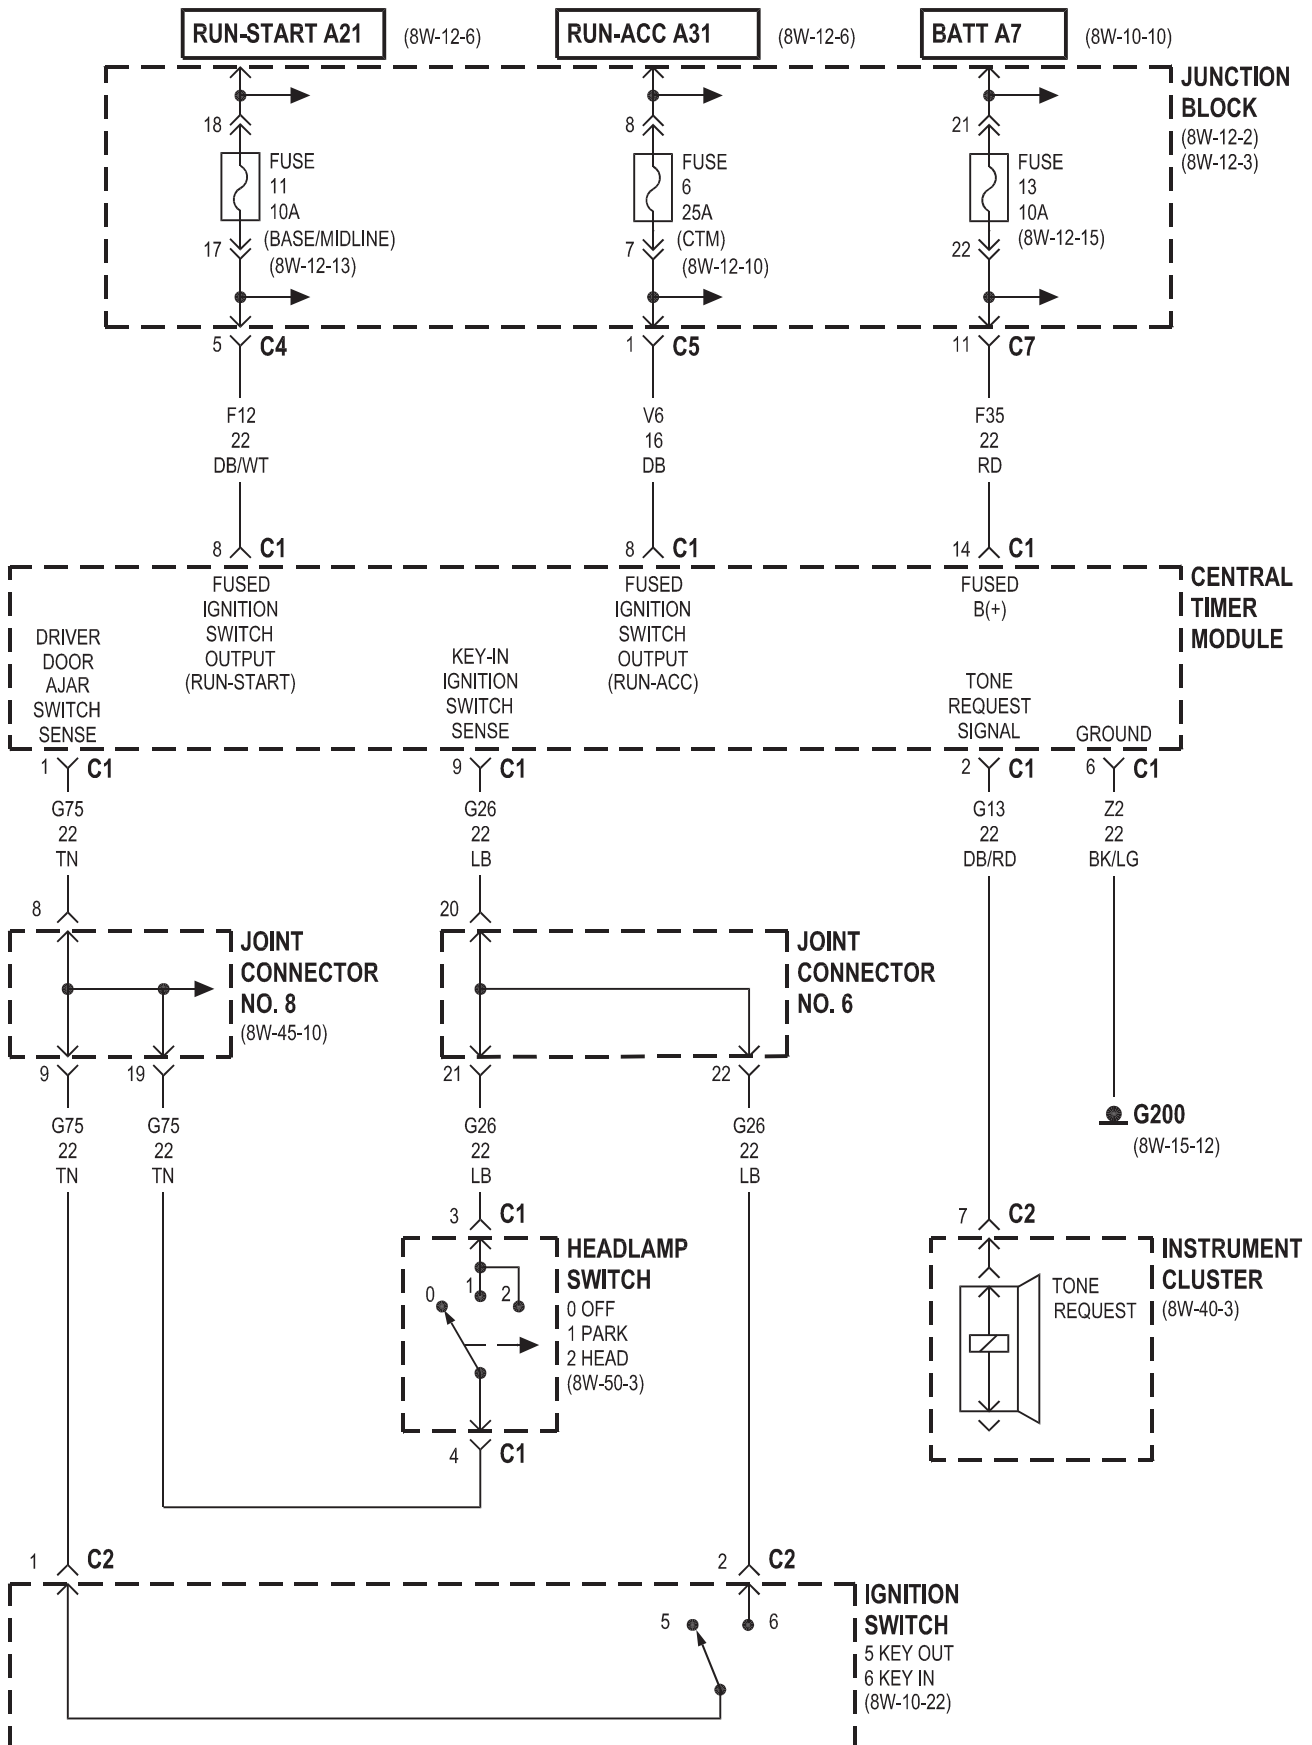 RUN-START A21
(8W-12-6)
RUN-ACC A31
(8W-12-6)
BATT A7
(8W-10-10)
JUNCTION
BLOCK
(8W-12-2)
(8W-12-3)
18
FUSE
11
10A
(BASE/MIDLINE)
(8W-12-13)
17
8
FUSE
6
25A
(CTM)
(8W-12-10)
7
21
FUSE
13
10A
(8W-12-15)
22
5 C4
1 C5
11 C7
F12
22
DB/WT
V6
16
DB
F35
22
RD
8 C1
8 C1
14 C1
CENTRAL
TIMER
MODULE
DRIVER
DOOR
AJAR
SWITCH
SENSE
FUSED
IGNITION
SWITCH
OUTPUT
(RUN-START)
KEY-IN
IGNITION
SWITCH
SENSE
FUSED
IGNITION
SWITCH
OUTPUT
(RUN-ACC)
FUSED
B(+)
TONE
REQUEST
SIGNAL
GROUND
1 C1
9 C1
2 C1
6 C1
G75
22
TN
G26
22
LB
G13
22
DB/RD
Z2
22
BK/LG
8
20
JOINT
CONNECTOR
NO. 8
(8W-45-10)
JOINT
CONNECTOR
NO. 6
9
19
21
22
G75
22
TN
G75
22
TN
G26
22
LB
G26
22
LB
G200
(8W-15-12)
3 C1
7 C2
HEADLAMP
SWITCH
0 OFF
1 PARK
2 HEAD
(8W-50-3)
0
1
2
4 C1
TONE
REQUEST
INSTRUMENT
CLUSTER
(8W-40-3)
1 C2
2 C2
5
6
IGNITION
SWITCH
5 KEY OUT
6 KEY IN
(8W-10-22)